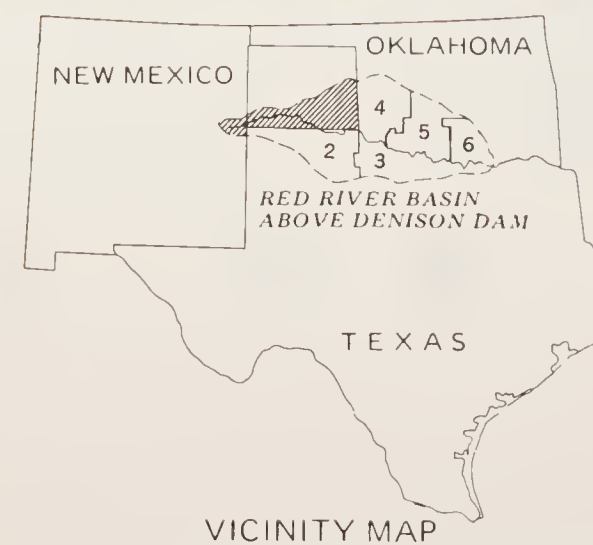 OKLAHOMA
NEW MEXICO
4
5
6
2
3
RED RIVER BASIN
ABOVE DENISON DAM
TEXAS
VICINITY MAP